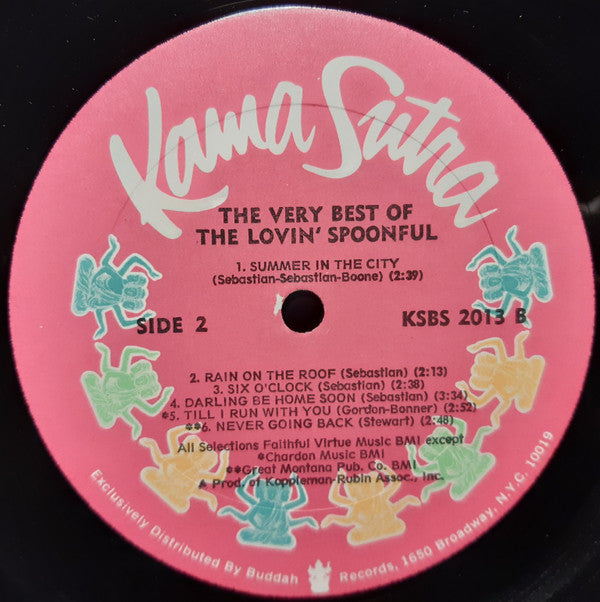 Kama Sutra
THE VERY BEST OF
THE LOVIN' SPOONFUL
1. SUMMER IN THE CITY
(Sebastian-Sebastian-Boone) (2:39)
SIDE 2
KSBS 2013 B
2. RAIN ON THE ROOF (Sebastian) (2:13)
3. SIX O'CLOCK (Sebastian) (2:38)
4. DARLING BE HOME SOON (Sebastian) (3:34)
*5. TILL I RUN WITH YOU (Gordon-Bonner) (2:52)
**6. NEVER GOING BACK (Stewart) (2:48)
All Selections Faithful Virtue Music BMI except
*Chardon Music BMI
**Great Montana Pub. Co. BMI
A Prod. of Koppleman-Rubin Assoc., Inc.
Exclusively Distributed By Buddah Records, 1650 Broadway, N.Y.C. 10019